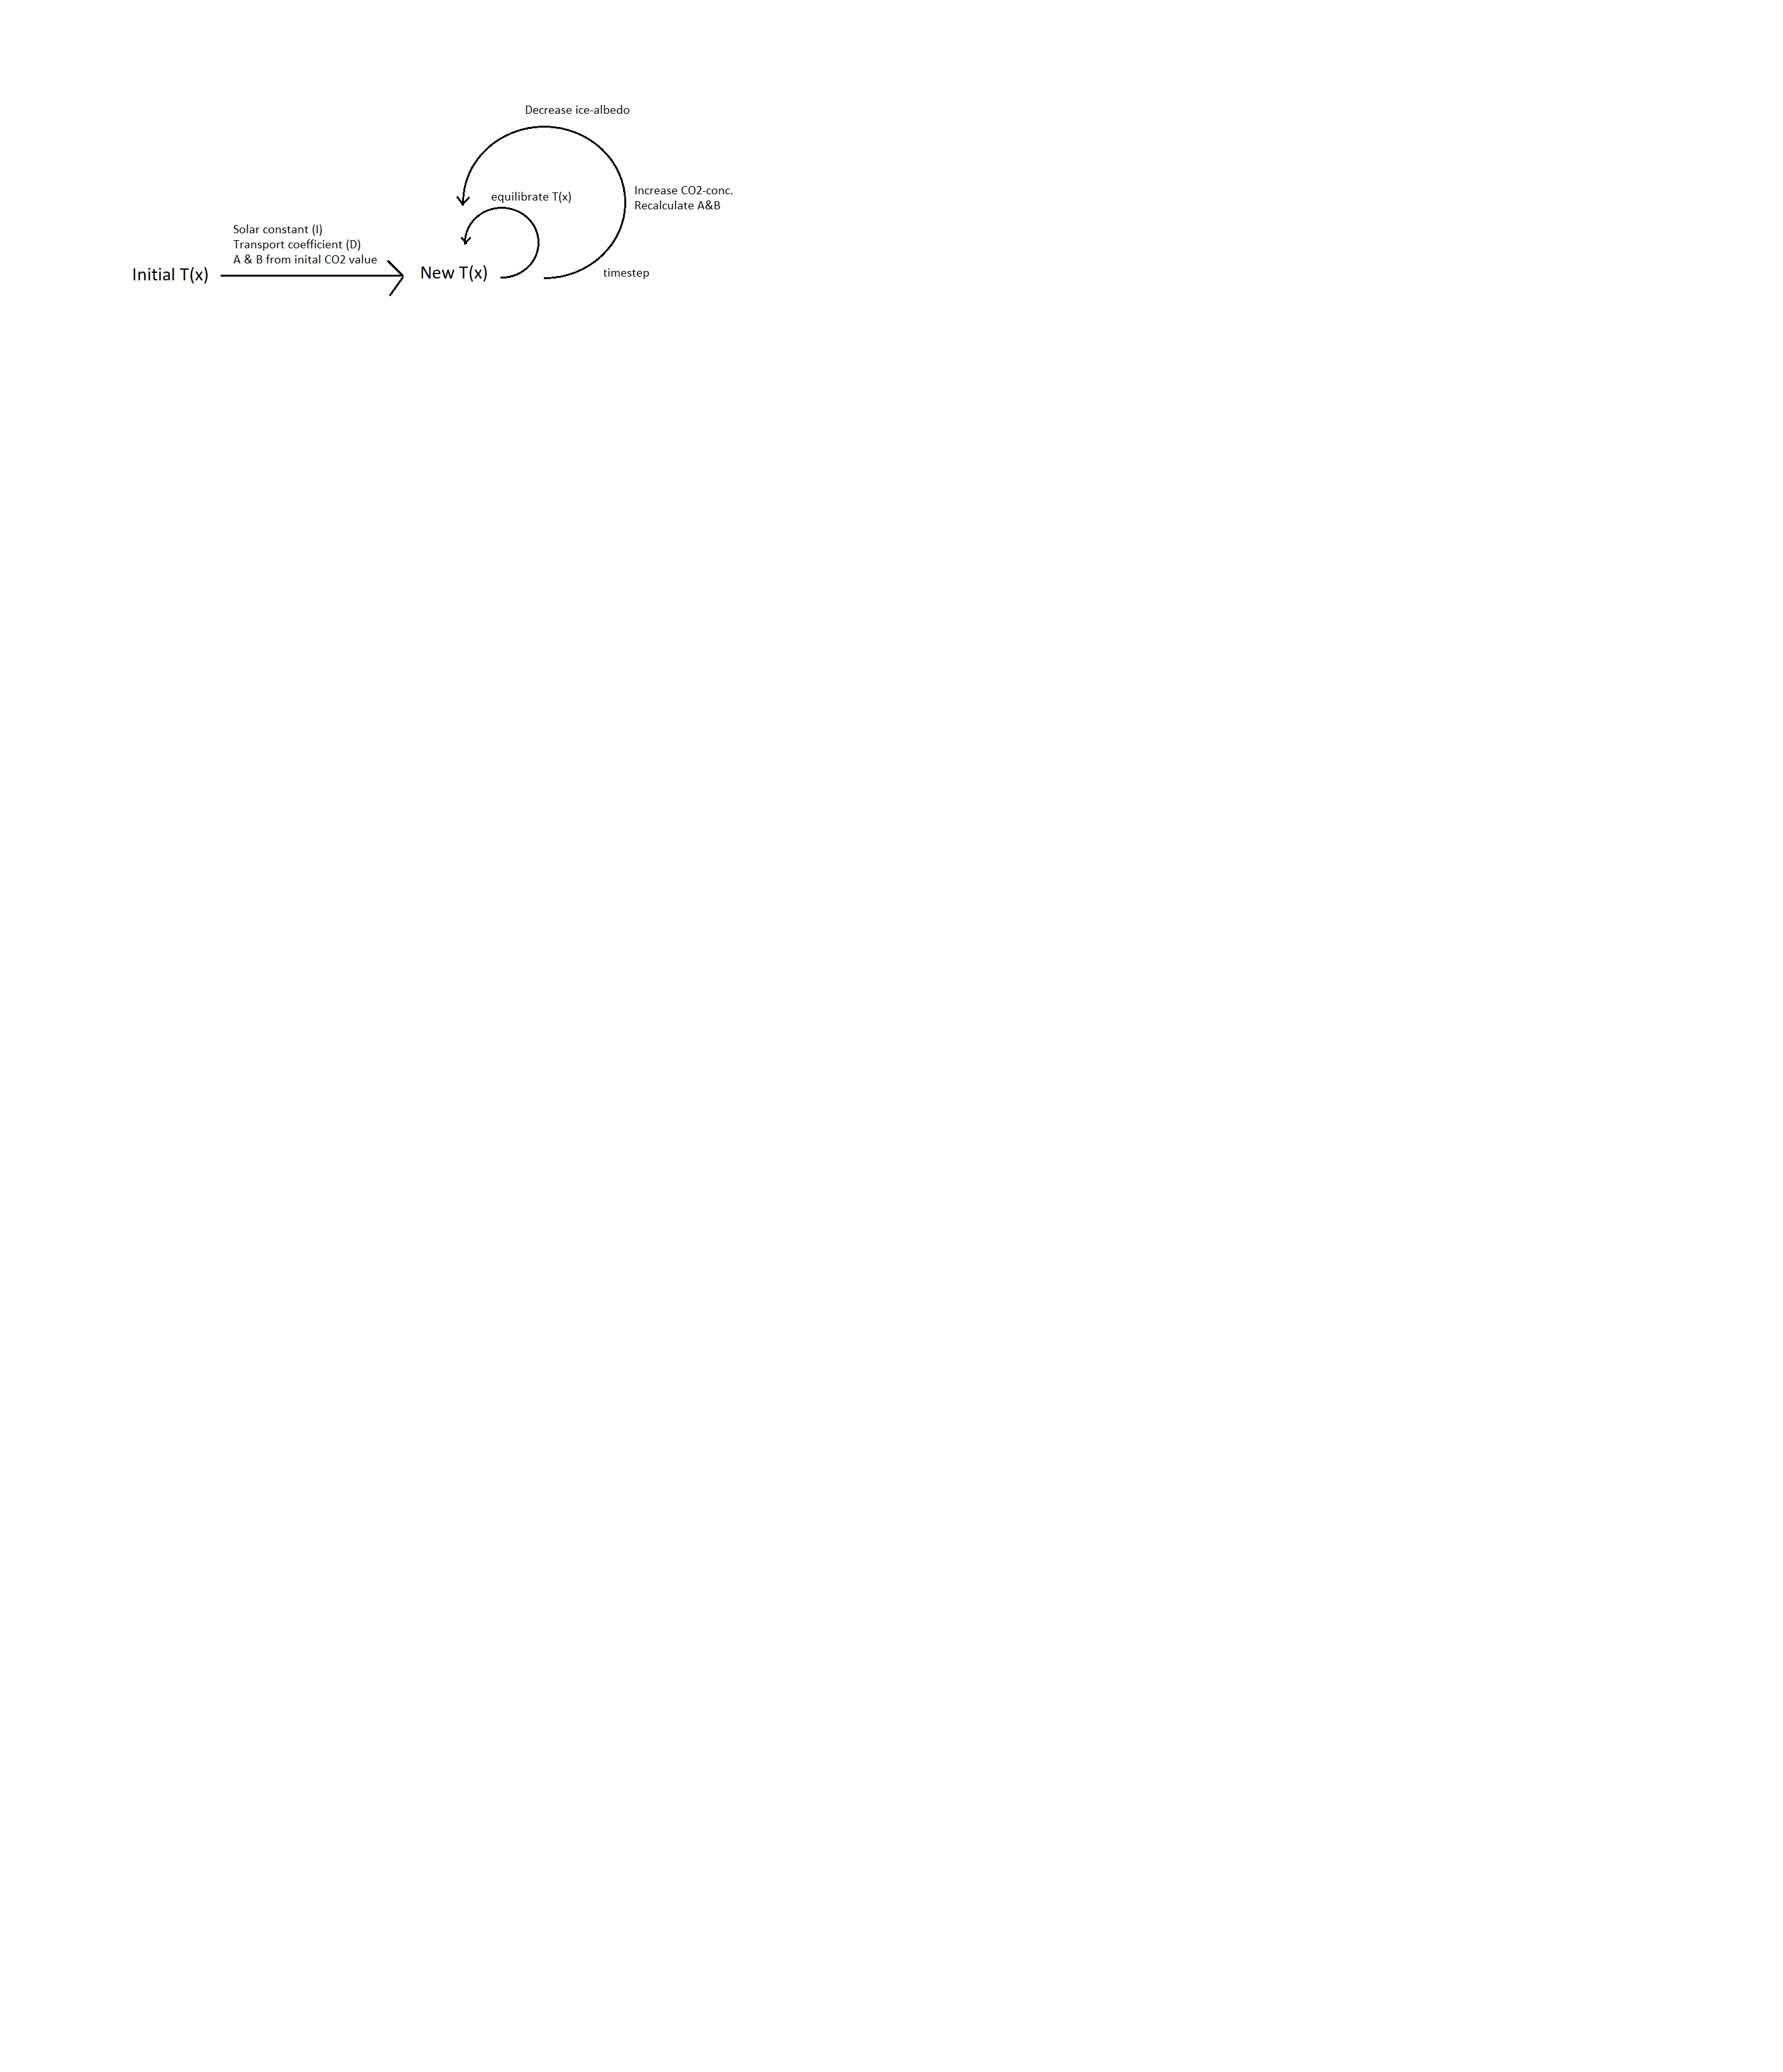 Decrease ice-albedo
Increase CO2-conc.
Recalculate A&B
equilibrate T(x)
Solar constant (I)
Transport coefficient (D)
A & B from inital CO2 value
Initial T(x)
New T(x)
timestep